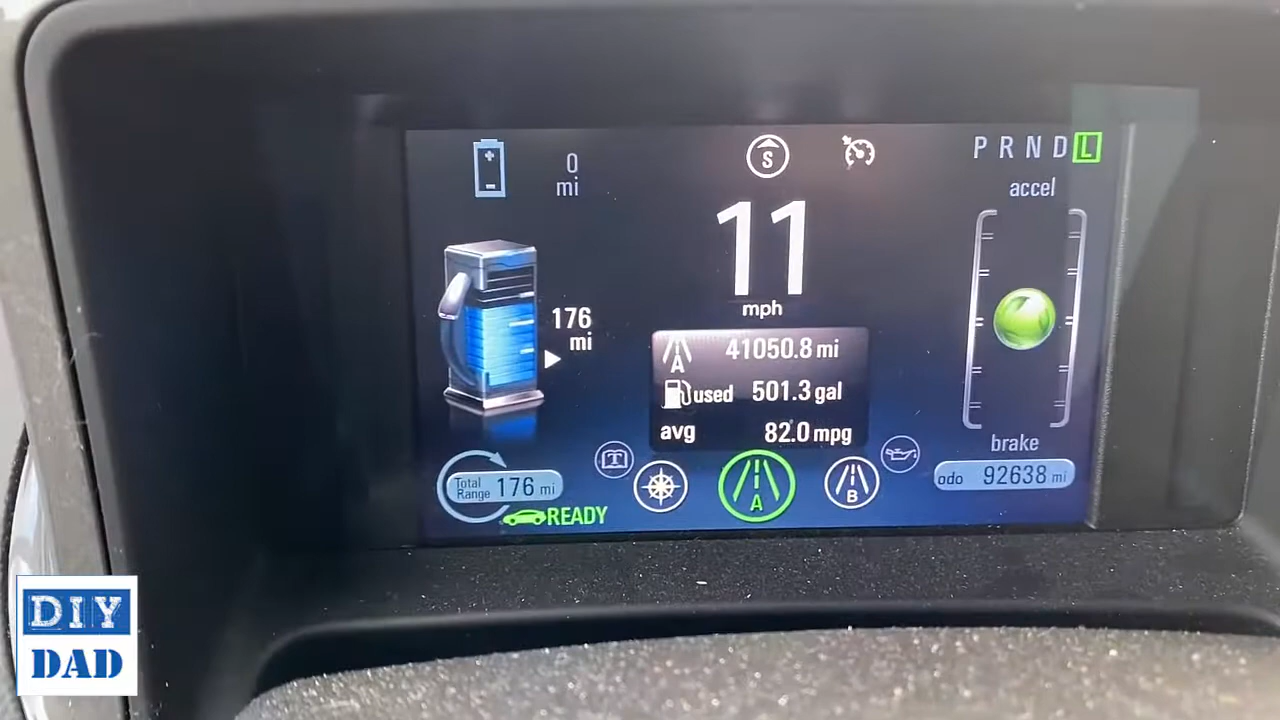 0
mi
S
P R N D L
accel
11
mph
176
mi
A 41050.8 mi
used 501.3 gal
avg 82.0 mpg
brake
Total
Range 176 mi
T
A
B
odo 92638 mi
READY
DIY
DAD